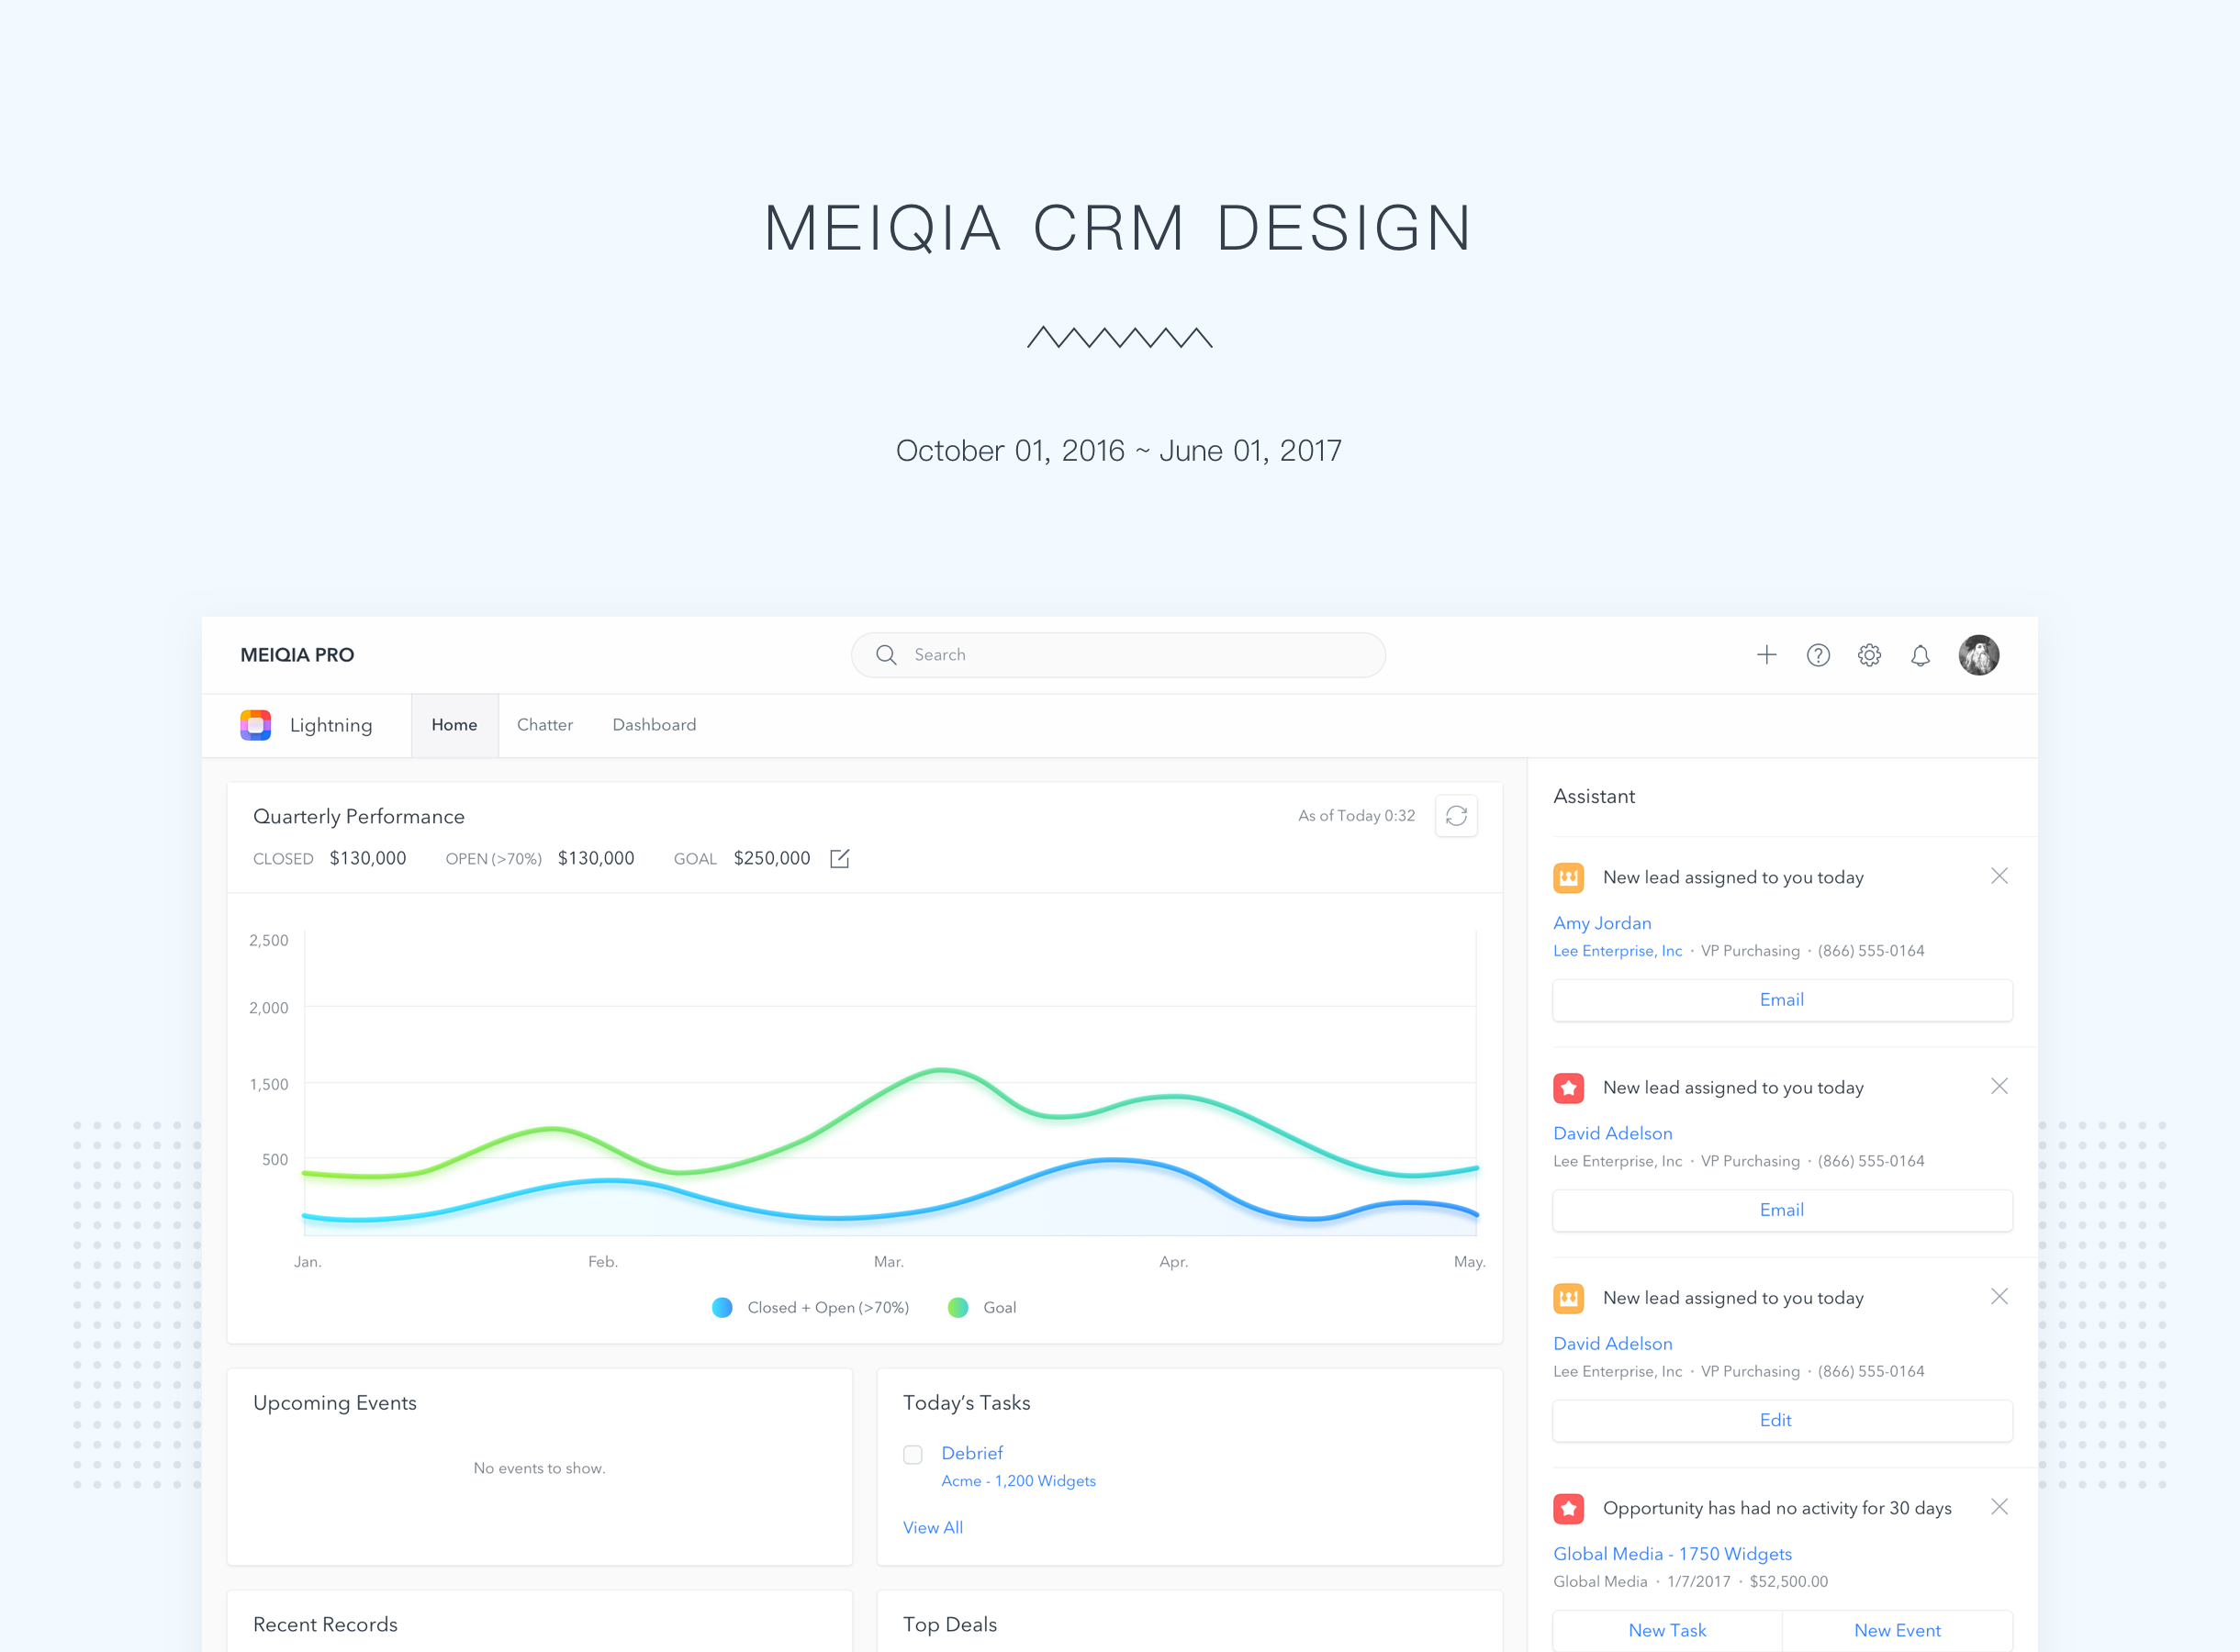 MEIQIA CRM DESIGN
October 01, 2016 ~ June 01, 2017
MEIQIA PRO
Search
Lightning
Home
Chatter
Dashboard
Quarterly Performance
As of Today 0:32
CLOSED $130,000 OPEN (>70%) $130,000 GOAL $250,000
2,500
2,000
1,500
500
Jan. Feb. Mar. Apr. May.
Closed + Open (>70%) Goal
Upcoming Events
No events to show.
Today’s Tasks
Debrief
Acme - 1,200 Widgets
View All
Recent Records
Top Deals
Assistant
New lead assigned to you today
Amy Jordan
Lee Enterprise, Inc · VP Purchasing · (866) 555-0164
Email
New lead assigned to you today
David Adelson
Lee Enterprise, Inc · VP Purchasing · (866) 555-0164
Email
New lead assigned to you today
David Adelson
Lee Enterprise, Inc · VP Purchasing · (866) 555-0164
Edit
Opportunity has had no activity for 30 days
Global Media - 1750 Widgets
Global Media · 1/7/2017 · $52,500.00
New Task New Event